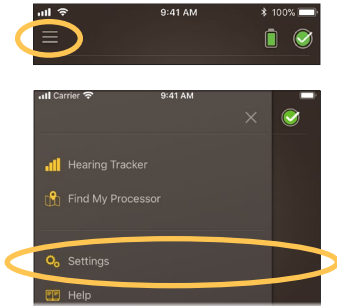 9:41 AM 100%
Carrier 9:41 AM
Hearing Tracker
Find My Processor
Settings
Help